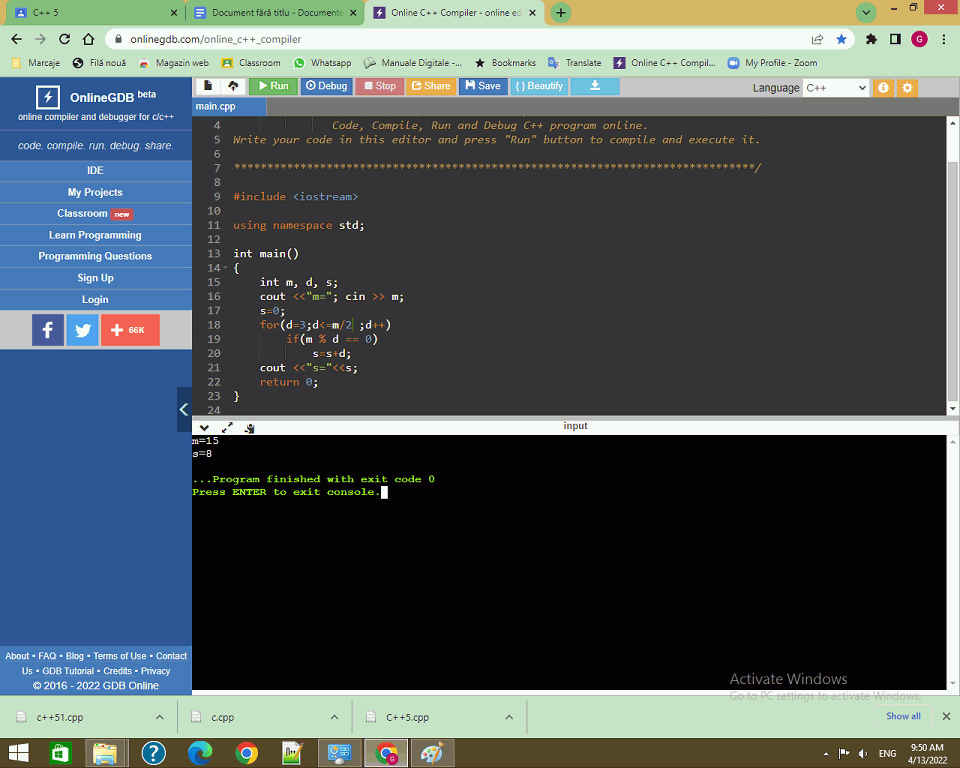 C++ 5
Document fără titlu - Documente
Online C++ Compiler - online ed
onlinegdb.com/online_c++_compiler
G
Marcaje
Filă nouă
Magazin web
Classroom
Whatsapp
Manuale Digitale -...
Bookmarks
Translate
Online C++ Compil...
My Profile - Zoom
OnlineGDB beta
online compiler and debugger for c/c++
code. compile. run. debug. share.
IDE
My Projects
Classroom new
Learn Programming
Programming Questions
Sign Up
Login
f
+ 66K
About • FAQ • Blog • Terms of Use • Contact
Us • GDB Tutorial • Credits • Privacy
© 2016 - 2022 GDB Online
Run
Debug
Stop
Share
Save
{ } Beautify
Language C++
main.cpp
4 Code, Compile, Run and Debug C++ program online.
5 Write your code in this editor and press "Run" button to compile and execute it.
6
7 *******************************************************************************/
8
9 #include <iostream>
10
11 using namespace std;
12
13 int main()
14 {
15 int m, d, s;
16 cout <<"m="; cin >> m;
17 s=0;
18 for(d=3;d<=m/2 ;d++)
19 if(m % d == 0)
20 s=s+d;
21 cout <<"s="<<s;
22 return 0;
23 }
24
input
m=15
s=8
...Program finished with exit code 0
Press ENTER to exit console.
Activate Windows
Go to PC settings to activate Windows.
c++51.cpp
c.cpp
C++5.cpp
Show all
ENG
9:50 AM
4/13/2022